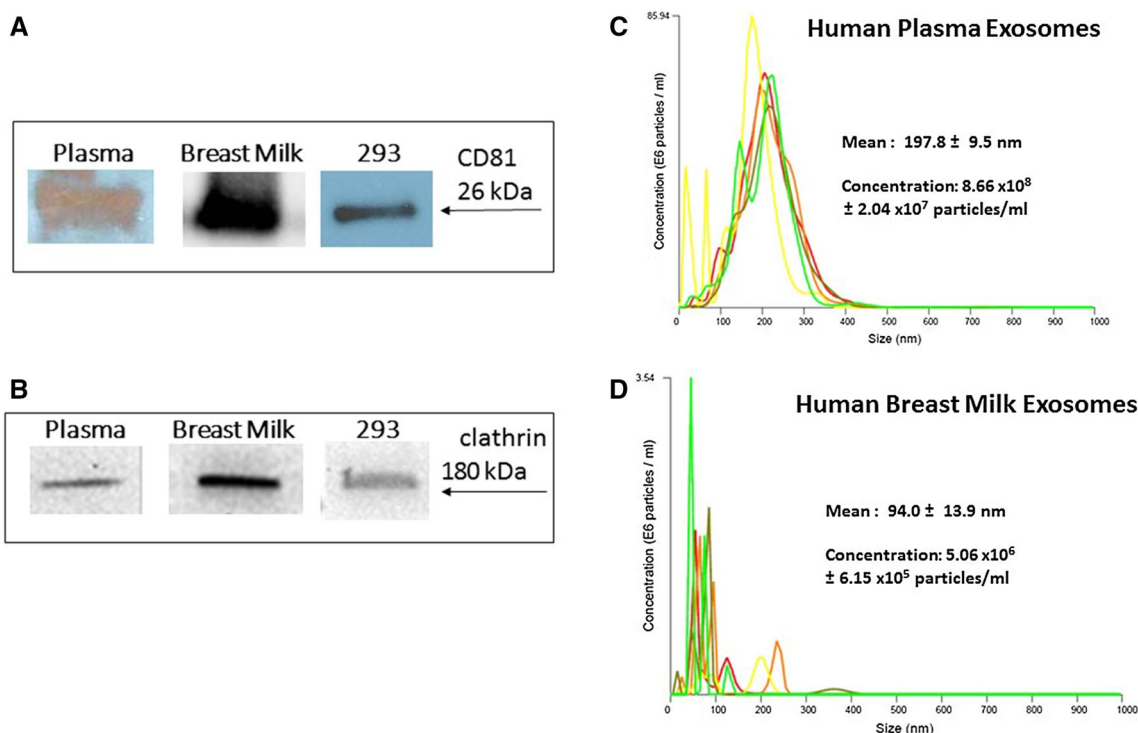 A
Plasma Breast Milk 293 CD81
26 kDa
B
Plasma Breast Milk 293 clathrin
180 kDa
C
Human Plasma Exosomes
85.94
Concentration (E6 particles / ml)
Mean : 197.8 ± 9.5 nm
Concentration: 8.66 x10⁸
± 2.04 x10⁷ particles/ml
0 100 200 300 400 500 600 700 800 900 1000
Size (nm)
D
Human Breast Milk Exosomes
3.54
Concentration (E6 particles / ml)
Mean : 94.0 ± 13.9 nm
Concentration: 5.06 x10⁶
± 6.15 x10⁵ particles/ml
0 100 200 300 400 500 600 700 800 900 1000
Size (nm)